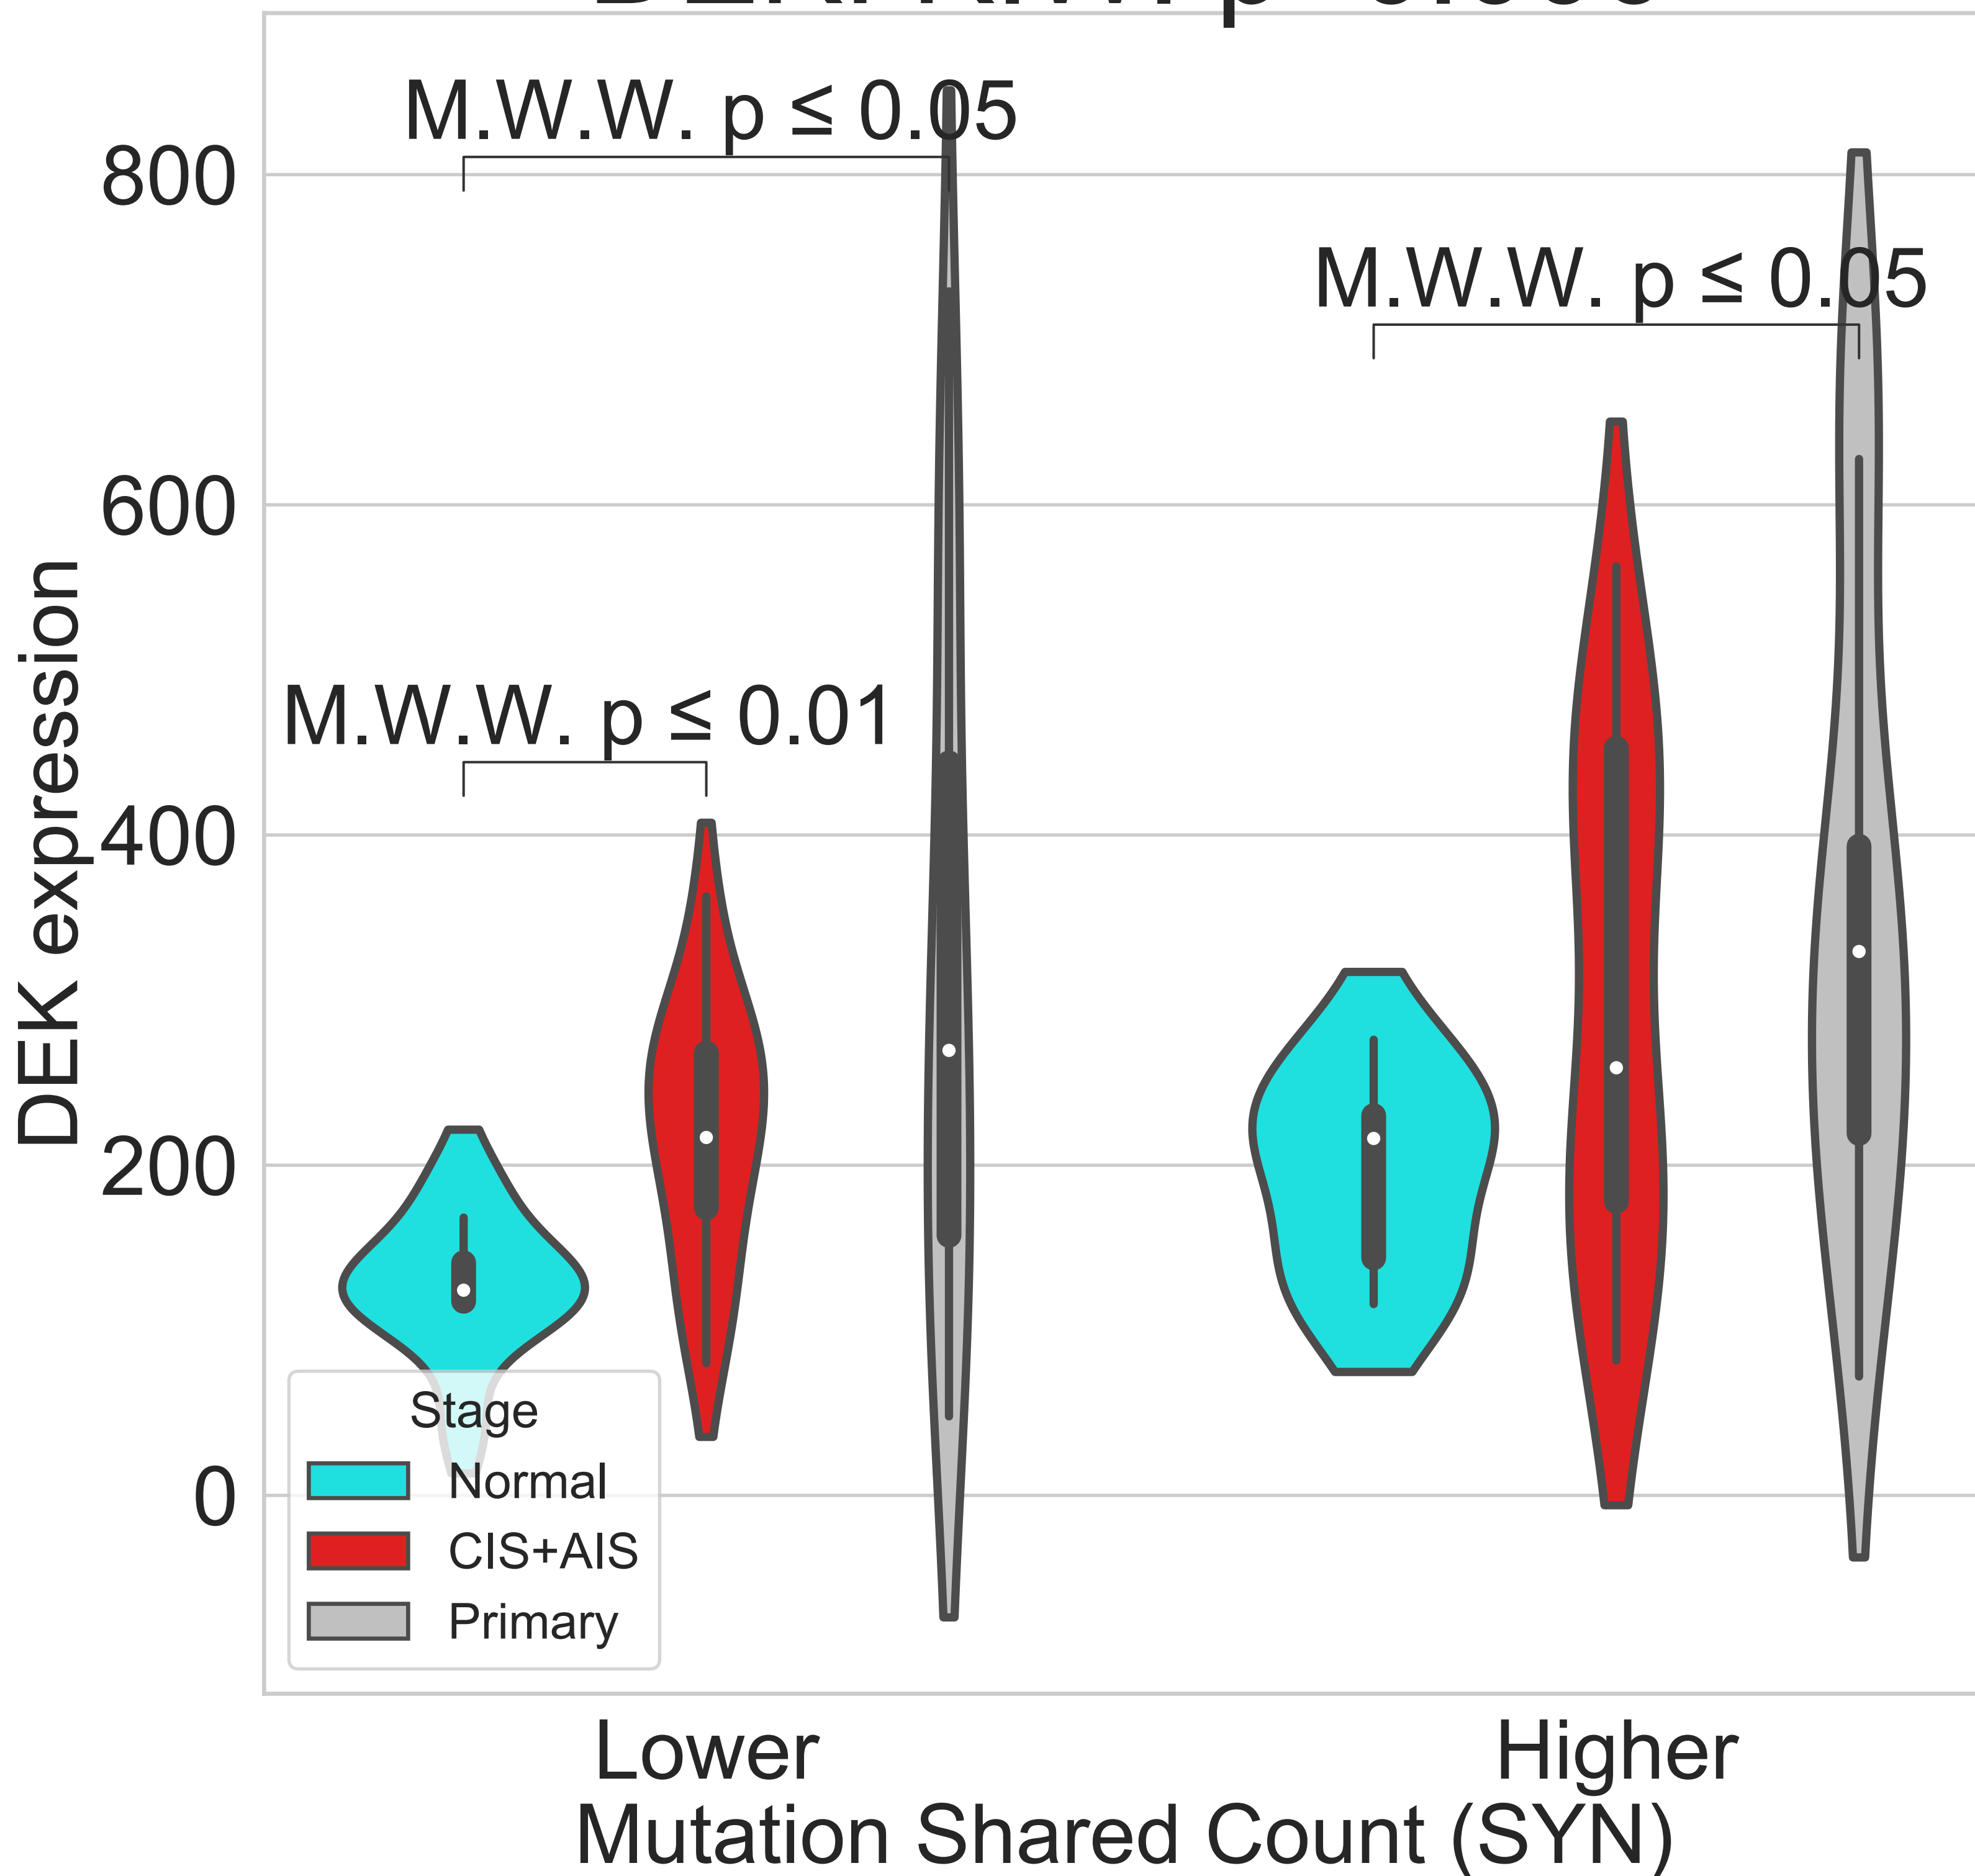 M.W.W. p ≤ 0.05
800
M.W.W. p ≤ 0.05
600
M.W.W. p ≤ 0.01
400
200
0
DEK expression
Stage
Normal
CIS+AIS
Primary
Lower
Higher
Mutation Shared Count (SYN)